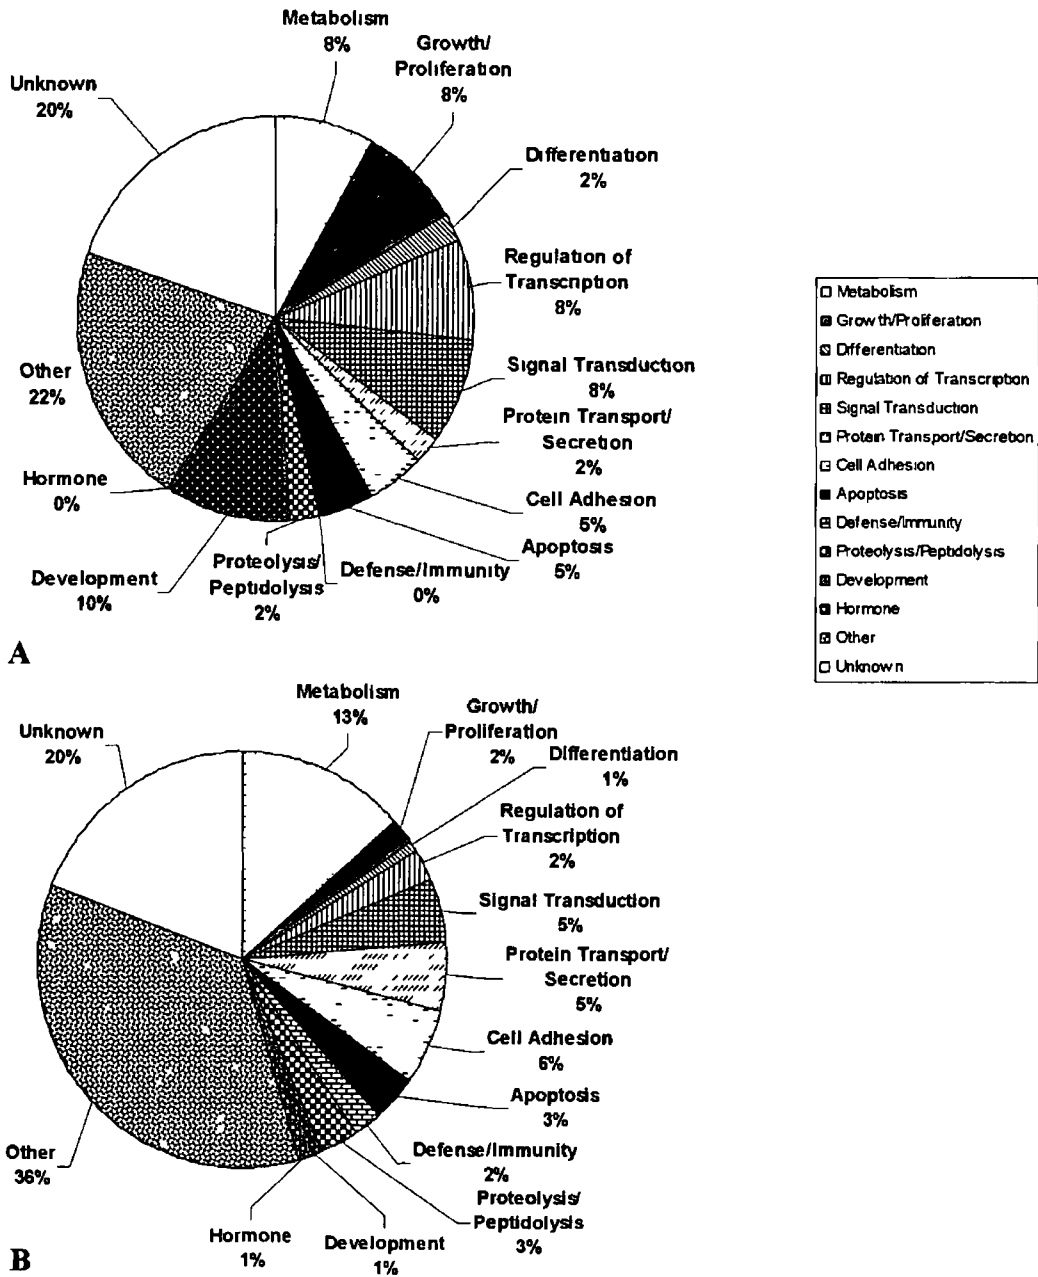 Metabolism
8%
Growth/
Proliferation
8%
Unknown
20%
Differentiation
2%
Regulation of
Transcription
8%
Signal Transduction
8%
Protein Transport/
Secretion
2%
Cell Adhesion
5%
Apoptosis
5%
Defense/Immunity
0%
Proteolysis/
Peptidolysis
2%
Development
10%
Hormone
0%
Other
22%
A
Metabolism
Growth/Proliferation
Differentiation
Regulation of Transcription
Signal Transduction
Protein Transport/Secretion
Cell Adhesion
Apoptosis
Defense/Immunity
Proteolysis/Peptidolysis
Development
Hormone
Other
Unknown
Metabolism
13%
Growth/
Proliferation
2%
Unknown
20%
Differentiation
1%
Regulation of
Transcription
2%
Signal Transduction
5%
Protein Transport/
Secretion
5%
Cell Adhesion
6%
Apoptosis
3%
Defense/Immunity
2%
Proteolysis/
Peptidolysis
3%
Development
1%
Hormone
1%
Other
36%
B